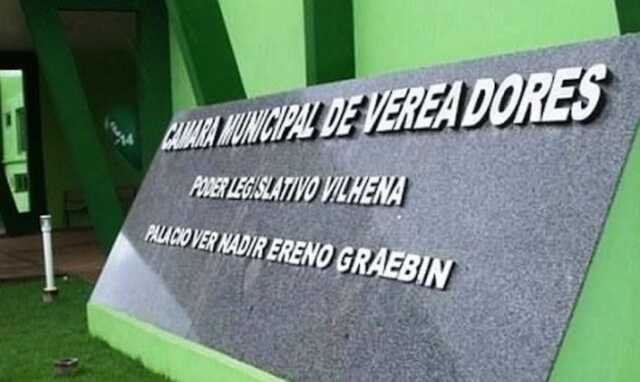 CAMARA MUNICIPAL DE VEREADORES
PODER LEGISLATIVO VILHENA
PALACIO VER NADIR ERENO GRAEBIN